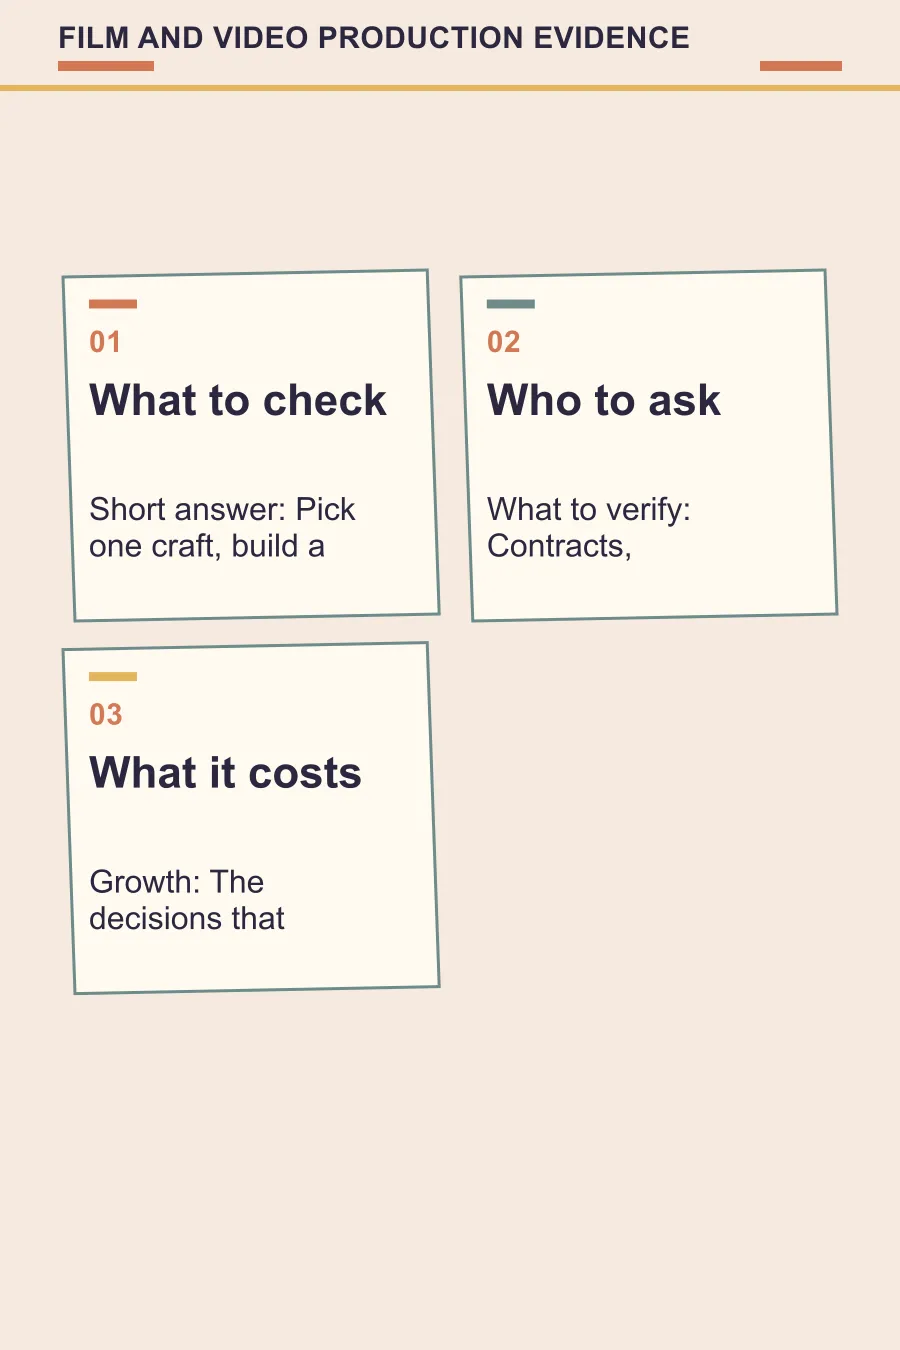 FILM AND VIDEO PRODUCTION EVIDENCE
01
What to check
Short answer: Pick
one craft, build a
02
Who to ask
What to verify:
Contracts,
03
What it costs
Growth: The
decisions that